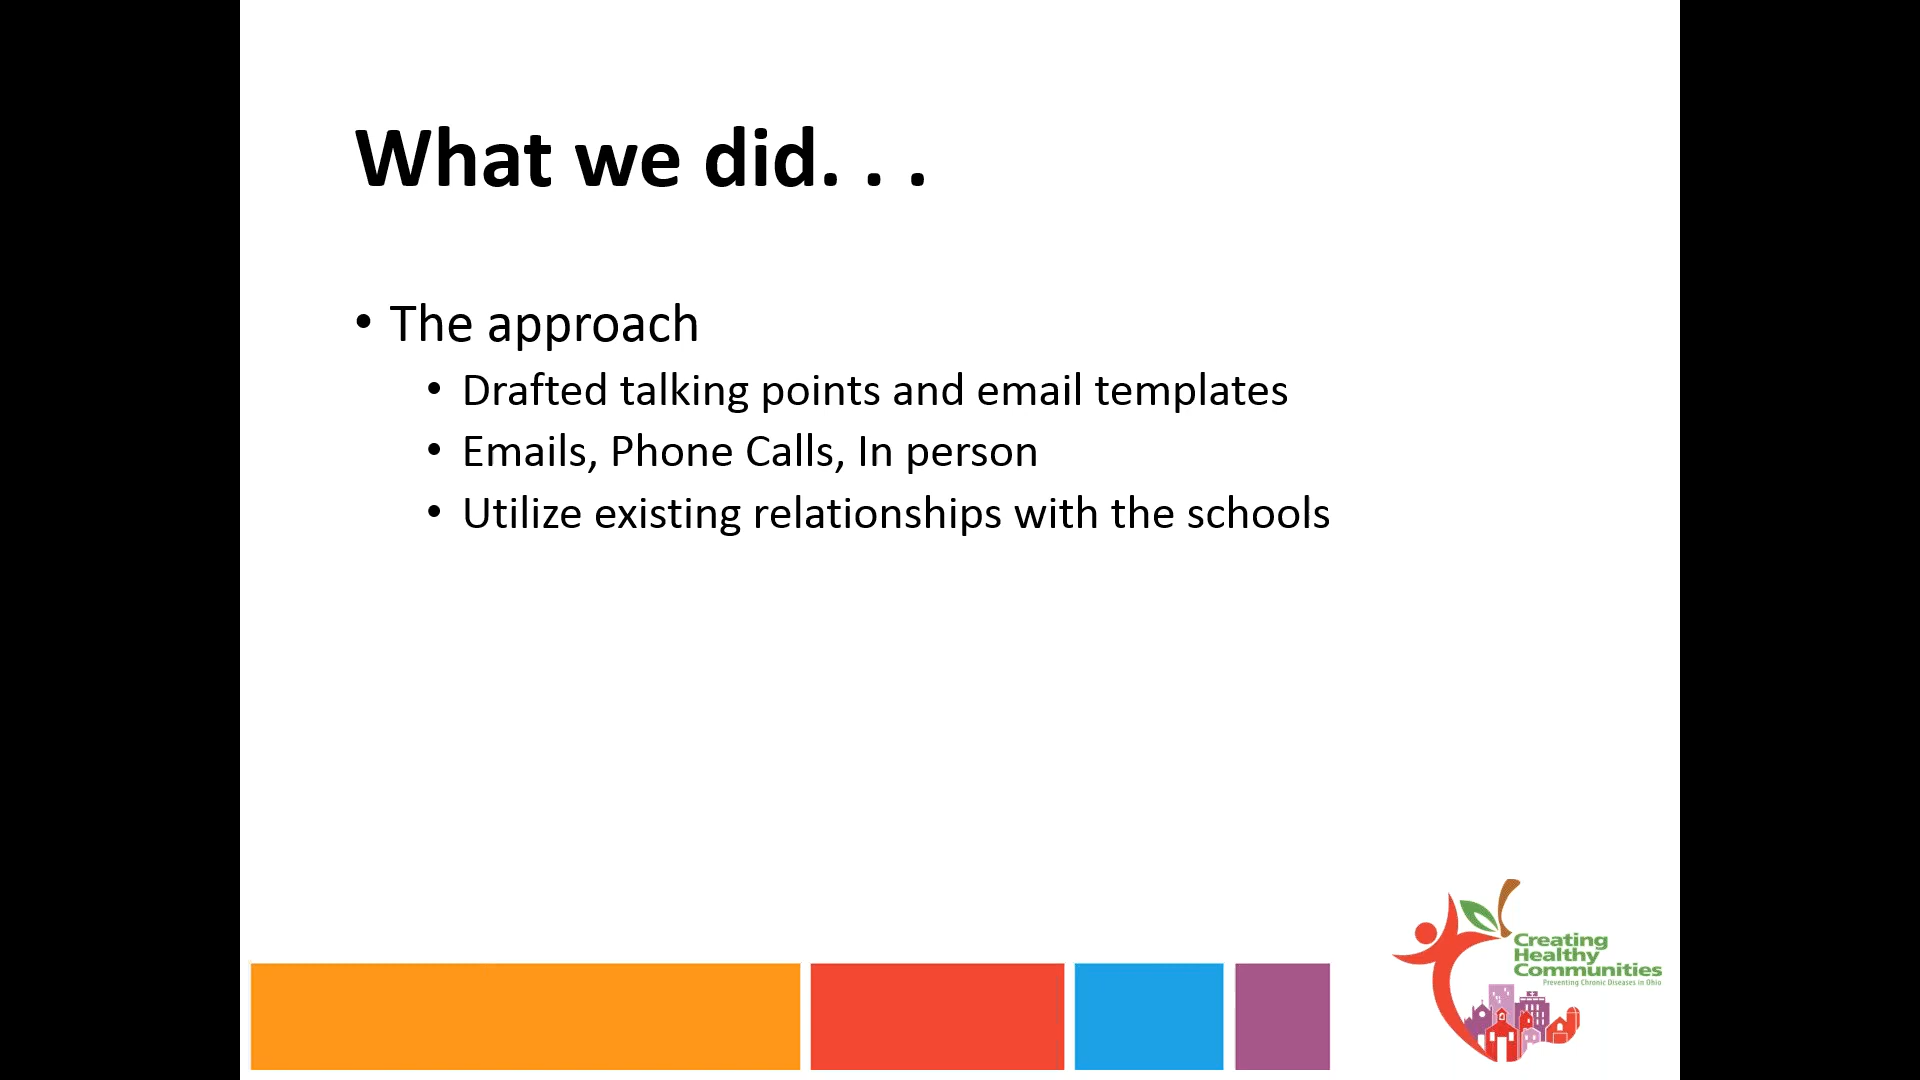 What we did. . .
• The approach
• Drafted talking points and email templates
• Emails, Phone Calls, In person
• Utilize existing relationships with the schools
Creating
Healthy
Communities
Preventing Chronic Diseases in Ohio